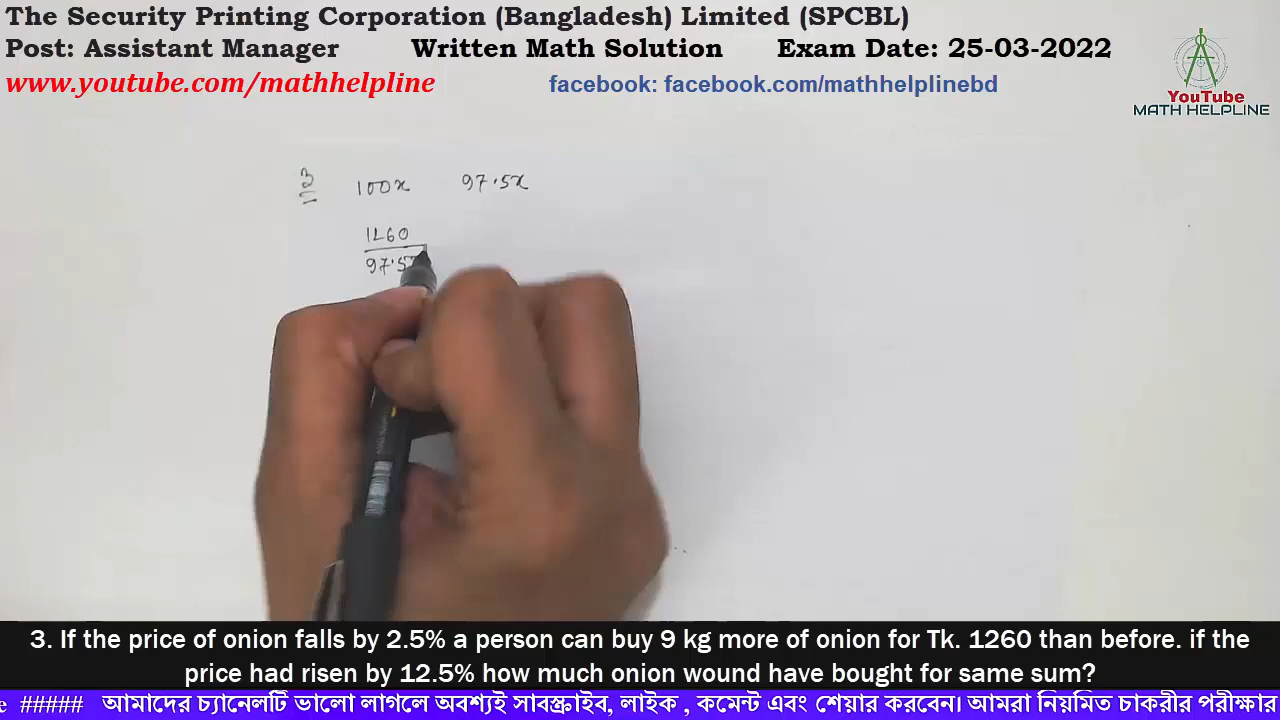 The Security Printing Corporation (Bangladesh) Limited (SPCBL)
Post: Assistant Manager Written Math Solution Exam Date: 25-03-2022
www.youtube.com/mathhelpline facebook: facebook.com/mathhelplinebd
YouTube
MATH HELPLINE
3 100x 97.5x
1260
97.5
3. If the price of onion falls by 2.5% a person can buy 9 kg more of onion for Tk. 1260 than before. if the
price had risen by 12.5% how much onion wound have bought for same sum?
##### আমাদের চ্যানেলটি ভালো লাগলে অবশ্যই সাবস্ক্রাইব, লাইক , কমেন্ট এবং শেয়ার করবেন। আমরা নিয়মিত চাকরীর পরীক্ষার